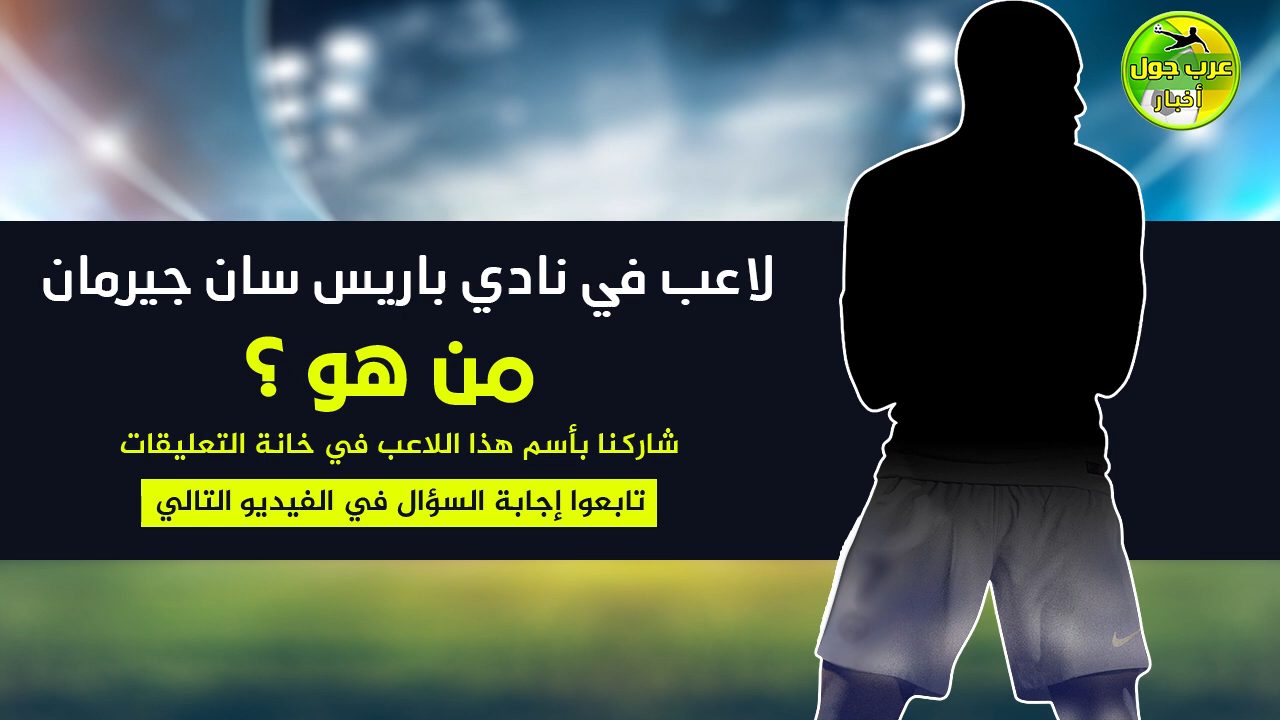 عرب جول
أخبار
لاعب في نادي باريس سان جيرمان
من هو ؟
شاركنا بأسم هذا اللاعب في خانة التعليقات
تابعوا إجابة السؤال في الفيديو التالي